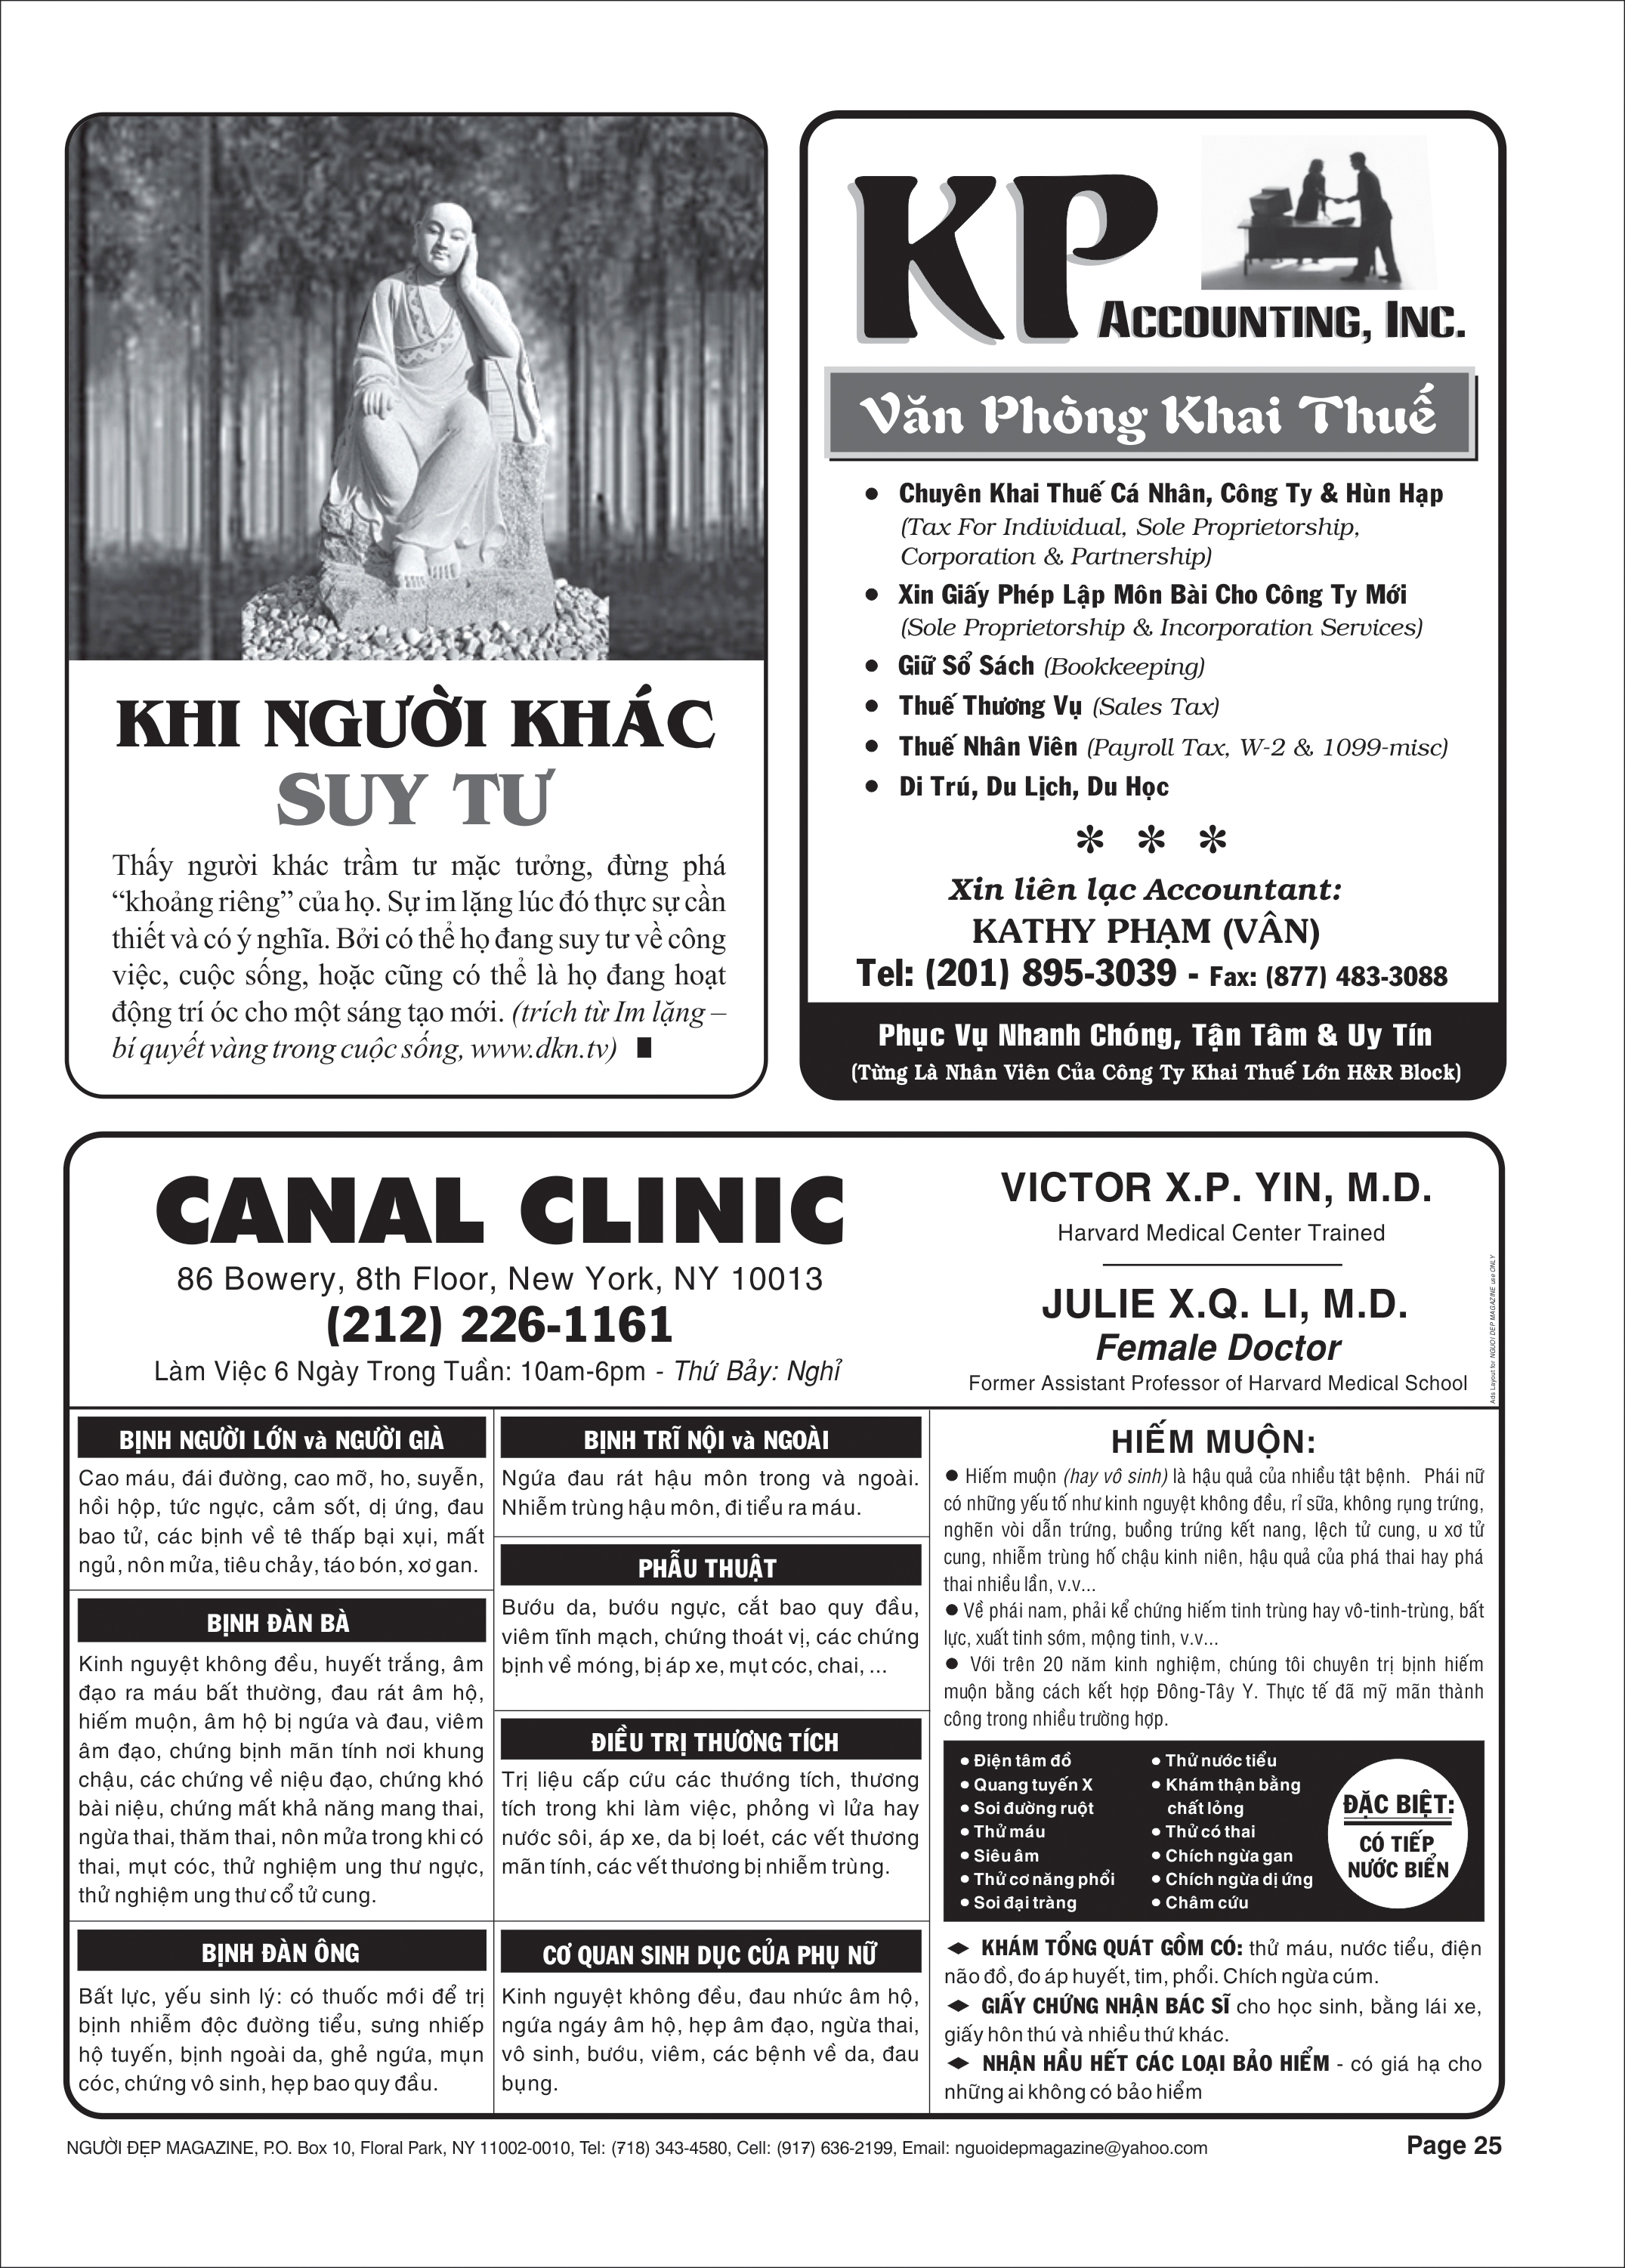 KHI NGƯỜI KHÁC
SUY TƯ
Thấy người khác trầm tư mặc tưởng, đừng phá
“khoảng riêng” của họ. Sự im lặng lúc đó thực sự cần
thiết và có ý nghĩa. Bởi có thể họ đang suy tư về công
việc, cuộc sống, hoặc cũng có thể là họ đang hoạt
động trí óc cho một sáng tạo mới. (trích từ Im lặng –
bí quyết vàng trong cuộc sống, www.dkn.tv)
KP
ACCOUNTING, INC.
Văn Phòng Khai Thuế
• Chuyên Khai Thuế Cá Nhân, Công Ty & Hùn Hạp
(Tax For Individual, Sole Proprietorship,
Corporation & Partnership)
• Xin Giấy Phép Lập Môn Bài Cho Công Ty Mới
(Sole Proprietorship & Incorporation Services)
• Giữ Sổ Sách (Bookkeeping)
• Thuế Thương Vụ (Sales Tax)
• Thuế Nhân Viên (Payroll Tax, W-2 & 1099-misc)
• Di Trú, Du Lịch, Du Học
* * *
Xin liên lạc Accountant:
KATHY PHẠM (VÂN)
Tel: (201) 895-3039 - Fax: (877) 483-3088
Phục Vụ Nhanh Chóng, Tận Tâm & Uy Tín
(Từng Là Nhân Viên Của Công Ty Khai Thuế Lớn H&R Block)
CANAL CLINIC
86 Bowery, 8th Floor, New York, NY 10013
(212) 226-1161
Làm Việc 6 Ngày Trong Tuần: 10am-6pm - Thứ Bảy: Nghỉ
VICTOR X.P. YIN, M.D.
Harvard Medical Center Trained
JULIE X.Q. LI, M.D.
Female Doctor
Former Assistant Professor of Harvard Medical School
Ads Layout for NGUOI DEP MAGAZINE use ONLY
BỊNH NGƯỜI LỚN và NGƯỜI GIÀ
Cao máu, đái đường, cao mỡ, ho, suyễn,
hồi hộp, tức ngực, cảm sốt, dị ứng, đau
bao tử, các bịnh về tê thấp bại xụi, mất
ngủ, nôn mửa, tiêu chảy, táo bón, xơ gan.
BỊNH ĐÀN BÀ
Kinh nguyệt không đều, huyết trắng, âm
đạo ra máu bất thường, đau rát âm hộ,
hiếm muộn, âm hộ bị ngứa và đau, viêm
âm đạo, chứng bịnh mãn tính nơi khung
chậu, các chứng về niệu đạo, chứng khó
bài niệu, chứng mất khả năng mang thai,
ngừa thai, thăm thai, nôn mửa trong khi có
thai, mụt cóc, thử nghiệm ung thư ngực,
thử nghiệm ung thư cổ tử cung.
BỊNH ĐÀN ÔNG
Bất lực, yếu sinh lý: có thuốc mới để trị
bịnh nhiễm độc đường tiểu, sưng nhiếp
hộ tuyến, bịnh ngoài da, ghẻ ngứa, mụn
cóc, chứng vô sinh, hẹp bao quy đầu.
BỊNH TRĨ NỘI và NGOÀI
Ngứa đau rát hậu môn trong và ngoài.
Nhiễm trùng hậu môn, đi tiểu ra máu.
PHẪU THUẬT
Bướu da, bướu ngực, cắt bao quy đầu,
viêm tĩnh mạch, chứng thoát vị, các chứng
bịnh về móng, bị áp xe, mụt cóc, chai, ...
ĐIỀU TRỊ THƯƠNG TÍCH
Trị liệu cấp cứu các thướng tích, thương
tích trong khi làm việc, phỏng vì lửa hay
nước sôi, áp xe, da bị loét, các vết thương
mãn tính, các vết thương bị nhiễm trùng.
CƠ QUAN SINH DỤC CỦA PHỤ NỮ
Kinh nguyệt không đều, đau nhức âm hộ,
ngứa ngáy âm hộ, hẹp âm đạo, ngừa thai,
vô sinh, bướu, viêm, các bệnh về da, đau
bụng.
HIẾM MUỘN:
● Hiếm muộn (hay vô sinh) là hậu quả của nhiều tật bệnh. Phái nữ
có những yếu tố như kinh nguyệt không đều, rỉ sữa, không rụng trứng,
nghẽn vòi dẫn trứng, buồng trứng kết nang, lệch tử cung, u xơ tử
cung, nhiễm trùng hố chậu kinh niên, hậu quả của phá thai hay phá
thai nhiều lần, v.v...
● Về phái nam, phải kể chứng hiếm tinh trùng hay vô-tinh-trùng, bất
lực, xuất tinh sớm, mộng tinh, v.v...
● Với trên 20 năm kinh nghiệm, chúng tôi chuyên trị bịnh hiếm
muộn bằng cách kết hợp Đông-Tây Y. Thực tế đã mỹ mãn thành
công trong nhiều trường hợp.
● Điện tâm đồ
● Quang tuyến X
● Soi đường ruột
● Thử máu
● Siêu âm
● Thử cơ năng phổi
● Soi đại tràng
● Thử nước tiểu
● Khám thận bằng
chất lỏng
● Thử có thai
● Chích ngừa gan
● Chích ngừa dị ứng
● Châm cứu
ĐẶC BIỆT:
CÓ TIẾP
NƯỚC BIỂN
◆ KHÁM TỔNG QUÁT GỒM CÓ: thử máu, nước tiểu, điện
não đồ, đo áp huyết, tim, phổi. Chích ngừa cúm.
◆ GIẤY CHỨNG NHẬN BÁC SĨ cho học sinh, bằng lái xe,
giấy hôn thú và nhiều thứ khác.
◆ NHẬN HẦU HẾT CÁC LOẠI BẢO HIỂM - có giá hạ cho
những ai không có bảo hiểm
NGƯỜI ĐẸP MAGAZINE, P.O. Box 10, Floral Park, NY 11002-0010, Tel: (718) 343-4580, Cell: (917) 636-2199, Email: nguoidepmagazine@yahoo.com
Page 25